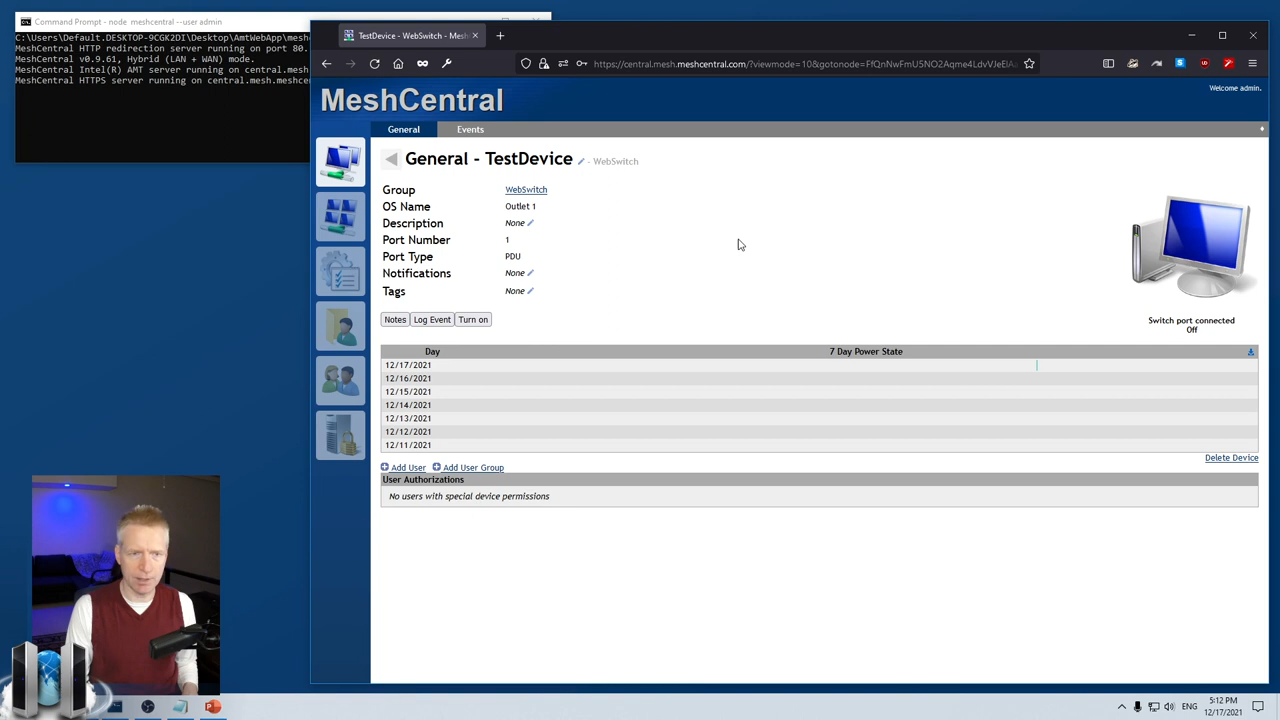 Command Prompt - node meshcentral --user admin
C:\Users\Default.DESKTOP-9CGK2DI\Desktop\AmtWebApp\mesh
MeshCentral HTTP redirection server running on port 80.
MeshCentral v0.9.61, Hybrid (LAN + WAN) mode.
MeshCentral Intel(R) AMT server running on central.mesh
MeshCentral HTTPS server running on central.mesh.meshce
TestDevice - WebSwitch - Mesh
https://central.mesh.meshcentral.com/?viewmode=10&gotonode=FfQnNwFmU5NO2Aqme4LdvVJeElA
MeshCentral
Welcome admin.
General Events
General - TestDevice - WebSwitch
Group WebSwitch
OS Name Outlet 1
Description None
Port Number 1
Port Type PDU
Notifications None
Tags None
Switch port connected
Off
Notes Log Event Turn on
Day 7 Day Power State
12/17/2021
12/16/2021
12/15/2021
12/14/2021
12/13/2021
12/12/2021
12/11/2021
Delete Device
Add User Add User Group
User Authorizations
No users with special device permissions
ENG
5:12 PM
12/17/2021